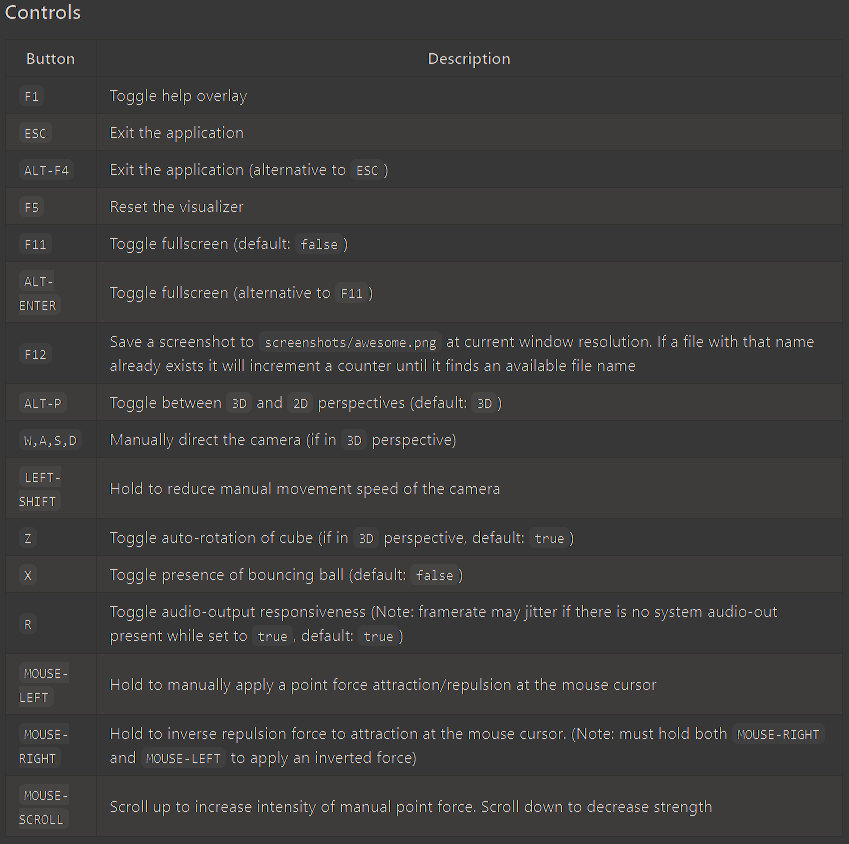 Controls
Button Description
F1 Toggle help overlay
ESC Exit the application
ALT-F4 Exit the application (alternative to ESC )
F5 Reset the visualizer
F11 Toggle fullscreen (default: false )
ALT-
ENTER
Toggle fullscreen (alternative to F11 )
F12
Save a screenshot to screenshots/awesome.png at current window resolution. If a file with that name
already exists it will increment a counter until it finds an available file name
ALT-P Toggle between 3D and 2D perspectives (default: 3D )
W,A,S,D Manually direct the camera (if in 3D perspective)
LEFT-
SHIFT
Hold to reduce manual movement speed of the camera
Z Toggle auto-rotation of cube (if in 3D perspective, default: true )
X Toggle presence of bouncing ball (default: false )
R
Toggle audio-output responsiveness (Note: framerate may jitter if there is no system audio-out
present while set to true , default: true )
MOUSE-
LEFT
Hold to manually apply a point force attraction/repulsion at the mouse cursor
MOUSE-
RIGHT
Hold to inverse repulsion force to attraction at the mouse cursor. (Note: must hold both MOUSE-RIGHT
and MOUSE-LEFT to apply an inverted force)
MOUSE-
SCROLL
Scroll up to increase intensity of manual point force. Scroll down to decrease strength